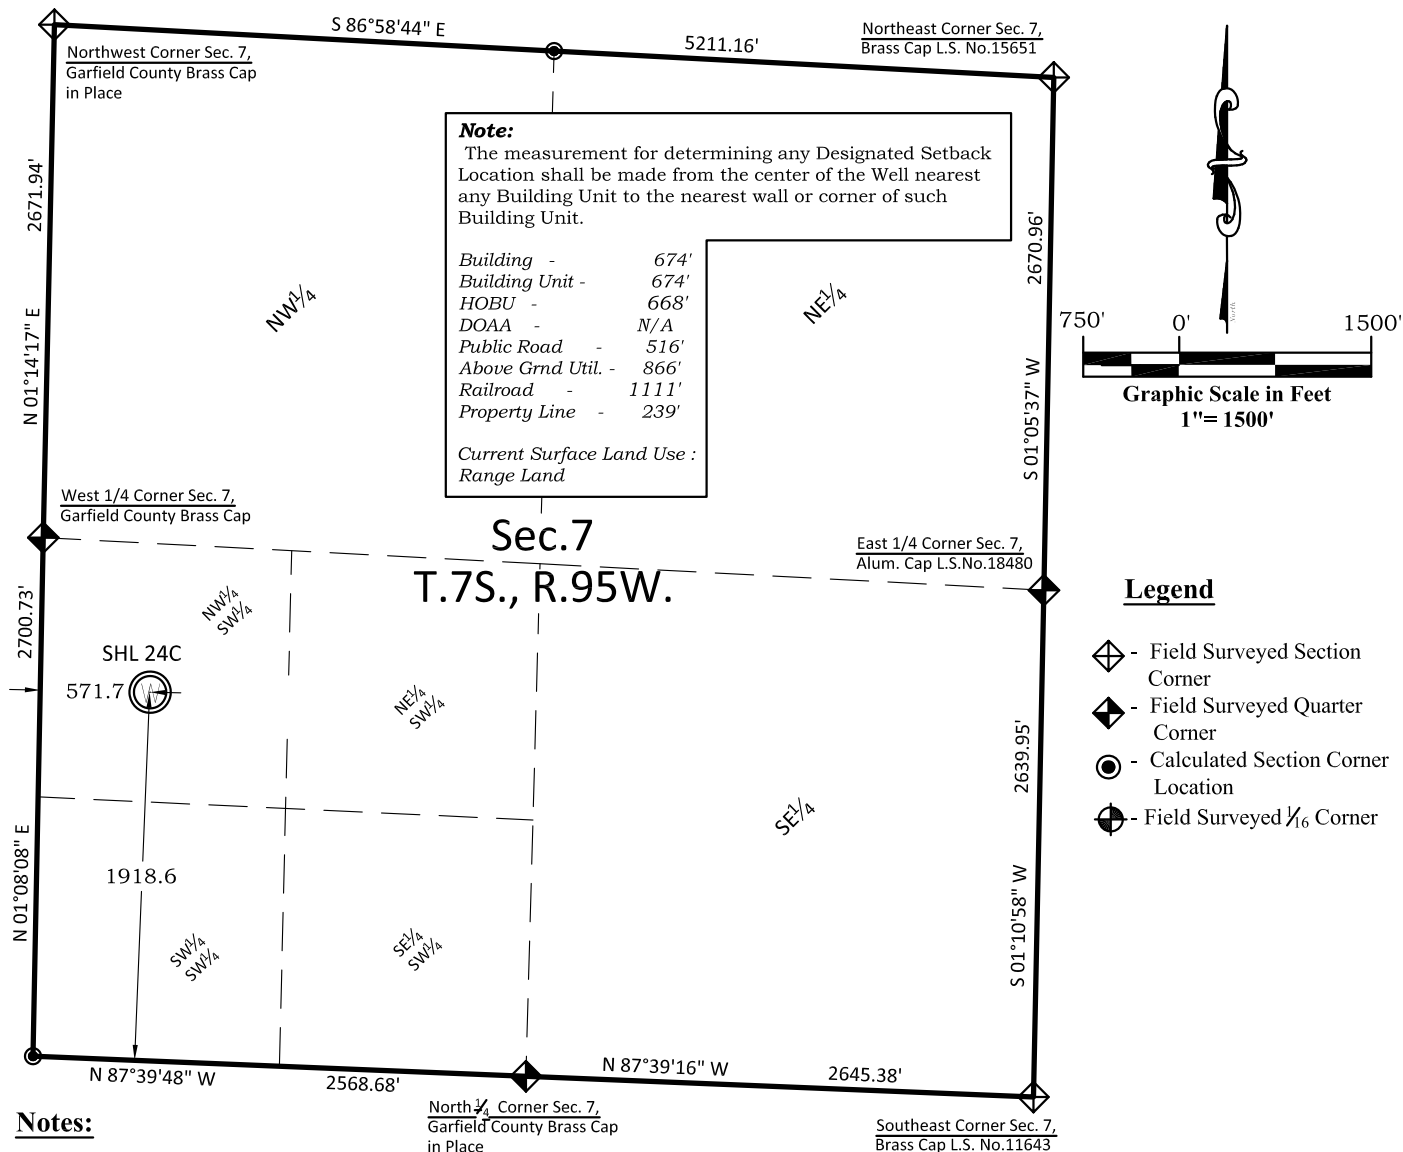 S 86°58'44" E
5211.16'
Northwest Corner Sec. 7,
Garfield County Brass Cap
in Place
Northeast Corner Sec. 7,
Brass Cap L.S. No.15651
Note:
The measurement for determining any Designated Setback
Location shall be made from the center of the Well nearest
any Building Unit to the nearest wall or corner of such
Building Unit.
Building - 674'
Building Unit - 674'
HOBU - 668'
DOAA - N/A
Public Road - 516'
Above Grnd Util. - 866'
Railroad - 1111'
Property Line - 239'
Current Surface Land Use :
Range Land
2671.94'
N 01°14'17" E
NW¼
NE¼
2670.96'
S 01°05'37" W
North
750' 0' 1500'
Graphic Scale in Feet
1"= 1500'
West 1/4 Corner Sec. 7,
Garfield County Brass Cap
Sec.7
T.7S., R.95W.
East 1/4 Corner Sec. 7,
Alum. Cap L.S.No.18480
2700.73'
N 01°08'08" E
NW¼
SW¼
SHL 24C
571.7
W
NE¼
SW¼
1918.6
SW¼
SW¼
SE¼
SW¼
SE¼
2639.95'
S 01°10'58" W
Legend
- Field Surveyed Section
Corner
- Field Surveyed Quarter
Corner
- Calculated Section Corner
Location
- Field Surveyed 1/16 Corner
N 87°39'48" W
2568.68'
N 87°39'16" W
2645.38'
North ¼ Corner Sec. 7,
Garfield County Brass Cap
in Place
Southeast Corner Sec. 7,
Brass Cap L.S. No.11643
Notes: